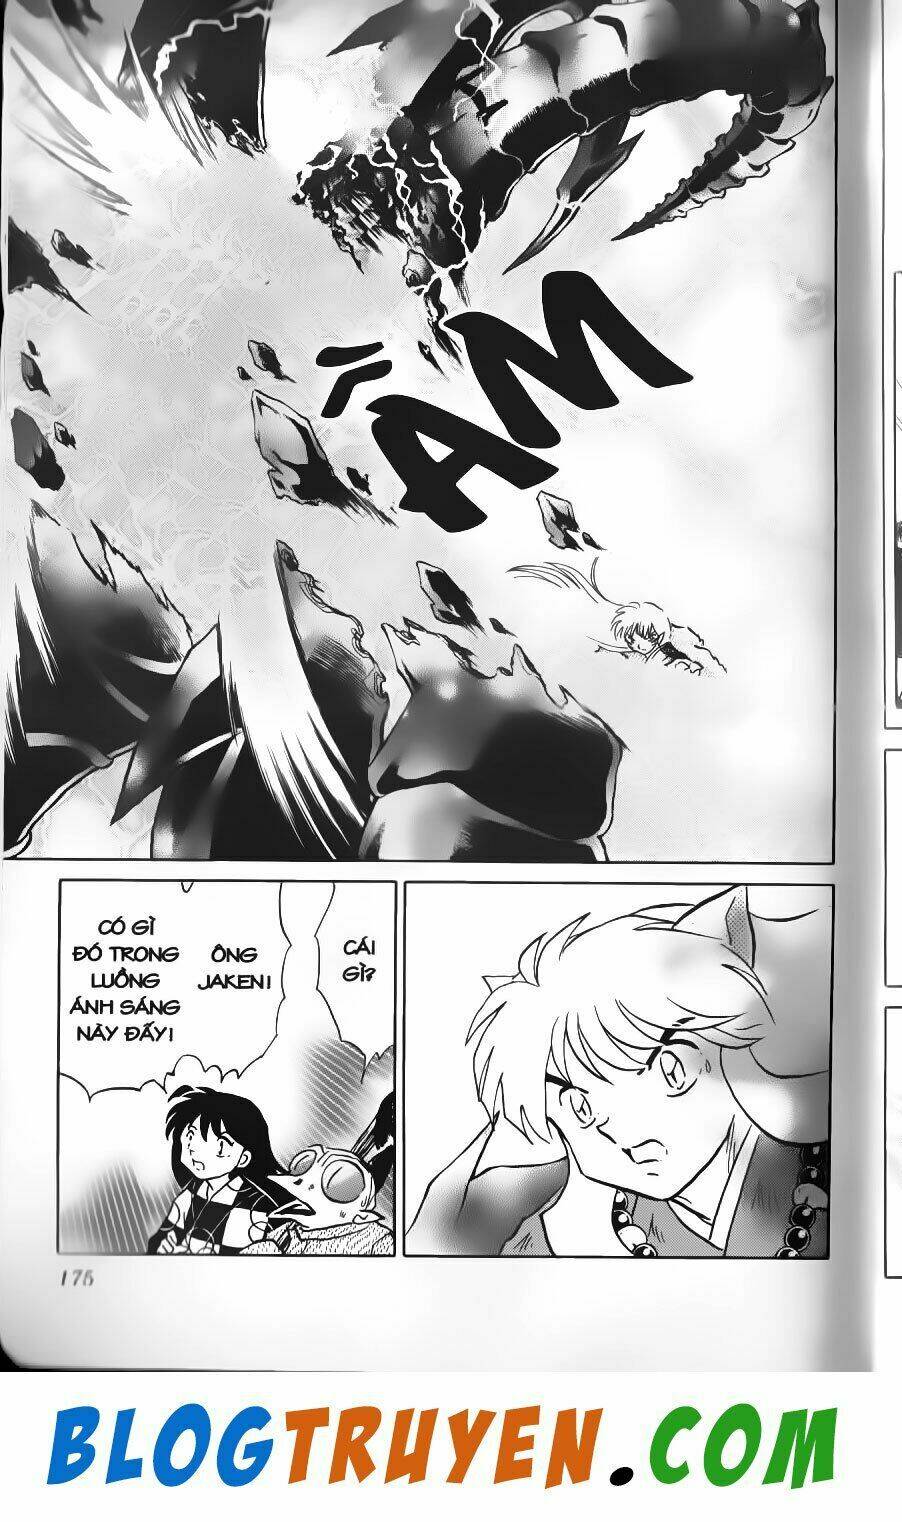 ẦM
CÁI
GÌ?
ÔNG
JAKEN!
CÓ GÌ
ĐÓ TRONG
LUỒNG
ÁNH SÁNG
NÀY ĐẤY!
175
BLOGTRUYEN.COM